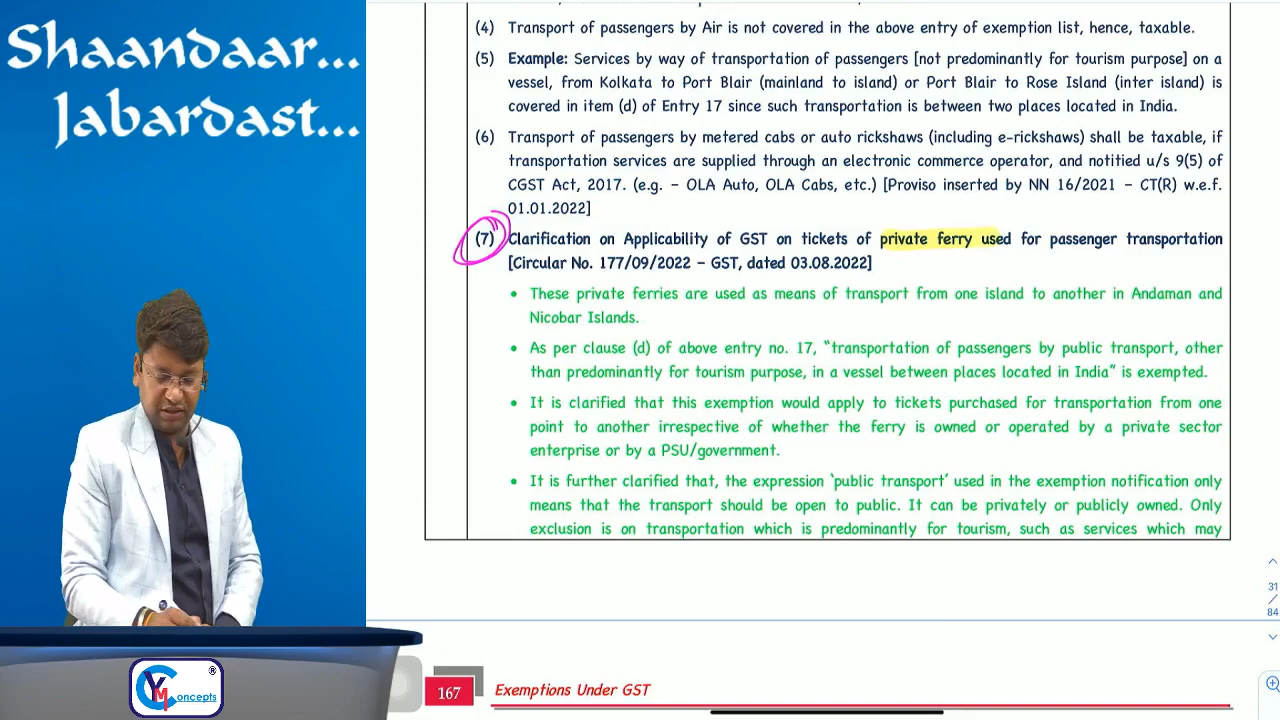 Shaandaar...
Jabardast...
(4) Transport of passengers by Air is not covered in the above entry of exemption list, hence, taxable.
(5) Example: Services by way of transportation of passengers [not predominantly for tourism purpose] on a
vessel, from Kolkata to Port Blair (mainland to island) or Port Blair to Rose Island (inter island) is
covered in item (d) of Entry 17 since such transportation is between two places located in India.
(6) Transport of passengers by metered cabs or auto rickshaws (including e-rickshaws) shall be taxable, if
transportation services are supplied through an electronic commerce operator, and notitied u/s 9(5) of
CGST Act, 2017. (e.g. – OLA Auto, OLA Cabs, etc.) [Proviso inserted by NN 16/2021 – CT(R) w.e.f.
01.01.2022]
(7) Clarification on Applicability of GST on tickets of private ferry used for passenger transportation
[Circular No. 177/09/2022 – GST, dated 03.08.2022]
• These private ferries are used as means of transport from one island to another in Andaman and
Nicobar Islands.
• As per clause (d) of above entry no. 17, "transportation of passengers by public transport, other
than predominantly for tourism purpose, in a vessel between places located in India" is exempted.
• It is clarified that this exemption would apply to tickets purchased for transportation from one
point to another irrespective of whether the ferry is owned or operated by a private sector
enterprise or by a PSU/government.
• It is further clarified that, the expression 'public transport' used in the exemption notification only
means that the transport should be open to public. It can be privately or publicly owned. Only
exclusion is on transportation which is predominantly for tourism, such as services which may
31
/
84
167 Exemptions Under GST
YM Concepts ®